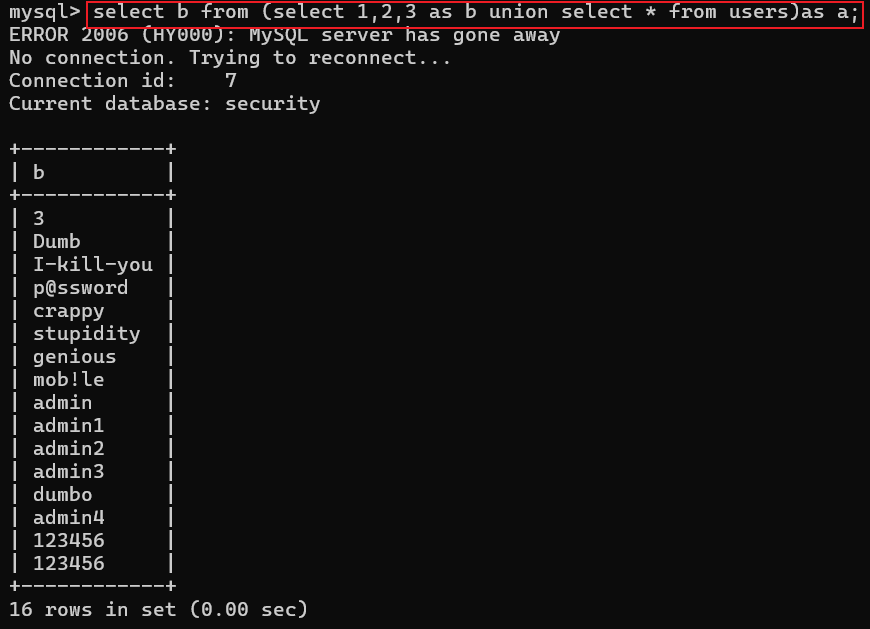 mysql> select b from (select 1,2,3 as b union select * from users)as a;
ERROR 2006 (HY000): MySQL server has gone away
No connection. Trying to reconnect...
Connection id:    7
Current database: security
+------------+
| b          |
+------------+
| 3          |
| Dumb       |
| I-kill-you |
| p@ssword   |
| crappy     |
| stupidity  |
| genious    |
| mob!le     |
| admin      |
| admin1     |
| admin2     |
| admin3     |
| dumbo      |
| admin4     |
| 123456     |
| 123456     |
+------------+
16 rows in set (0.00 sec)